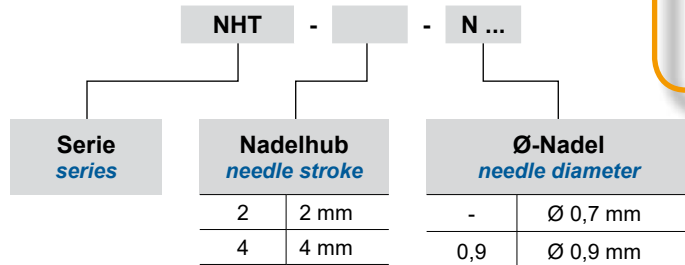 NHT - - N ...
Serie
series
Nadelhub
needle stroke
2 2 mm
4 4 mm
Ø-Nadel
needle diameter
- Ø 0,7 mm
0,9 Ø 0,9 mm